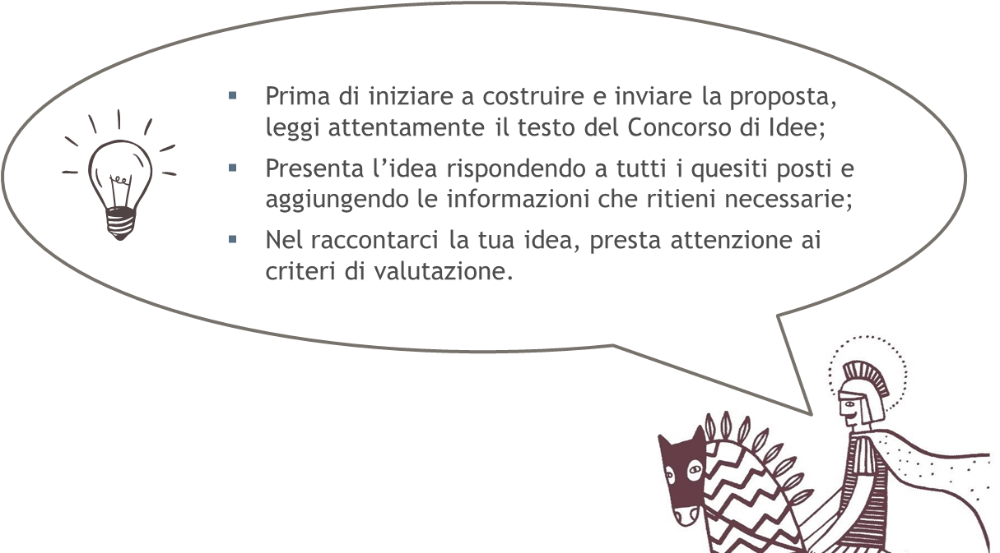 ▪ Prima di iniziare a costruire e inviare la proposta,
leggi attentamente il testo del Concorso di Idee;
▪ Presenta l’idea rispondendo a tutti i quesiti posti e
aggiungendo le informazioni che ritieni necessarie;
▪ Nel raccontarci la tua idea, presta attenzione ai
criteri di valutazione.